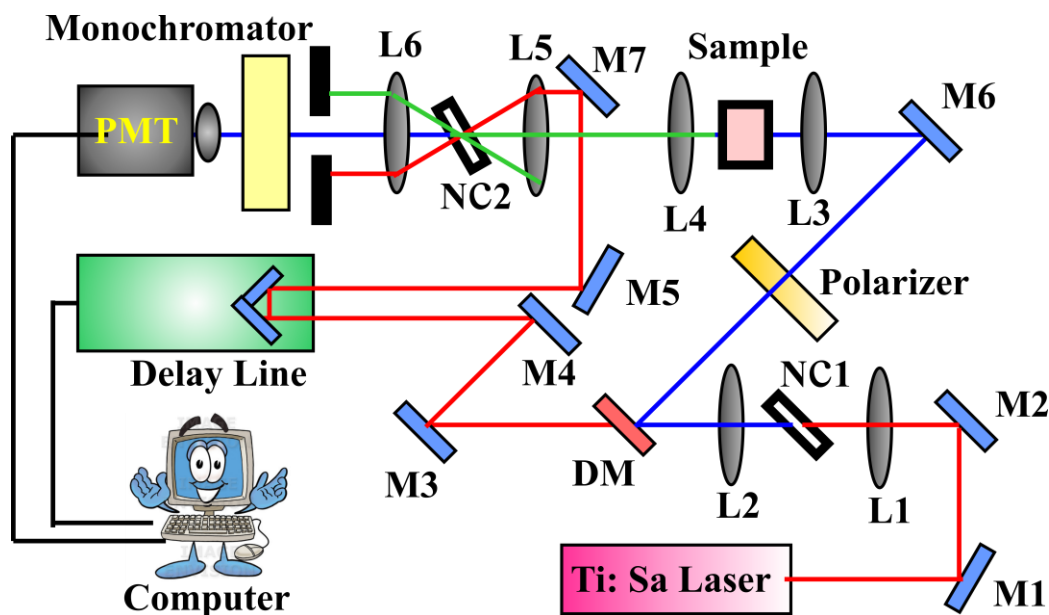 Monochromator
L6
L5
M7
Sample
M6
PMT
NC2
L4
L3
M5
Polarizer
Delay Line
M4
NC1
M2
M3
DM
L2
L1
Ti: Sa Laser
M1
Computer